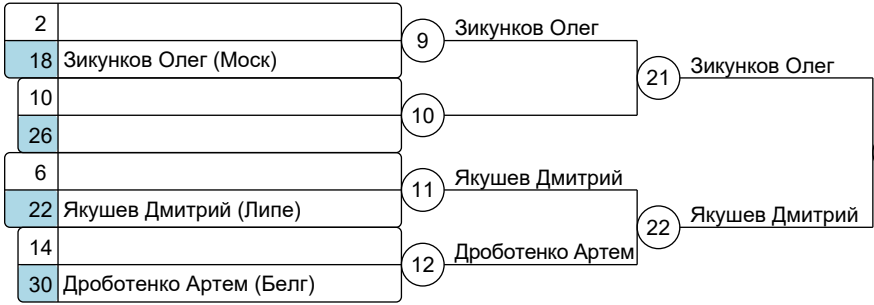 2
9
Зикунков Олег
18 Зикунков Олег (Моск)
21
Зикунков Олег
10
10
26
6
11
Якушев Дмитрий
22 Якушев Дмитрий (Липе)
22
Якушев Дмитрий
14
12
Дроботенко Артем
30 Дроботенко Артем (Белг)